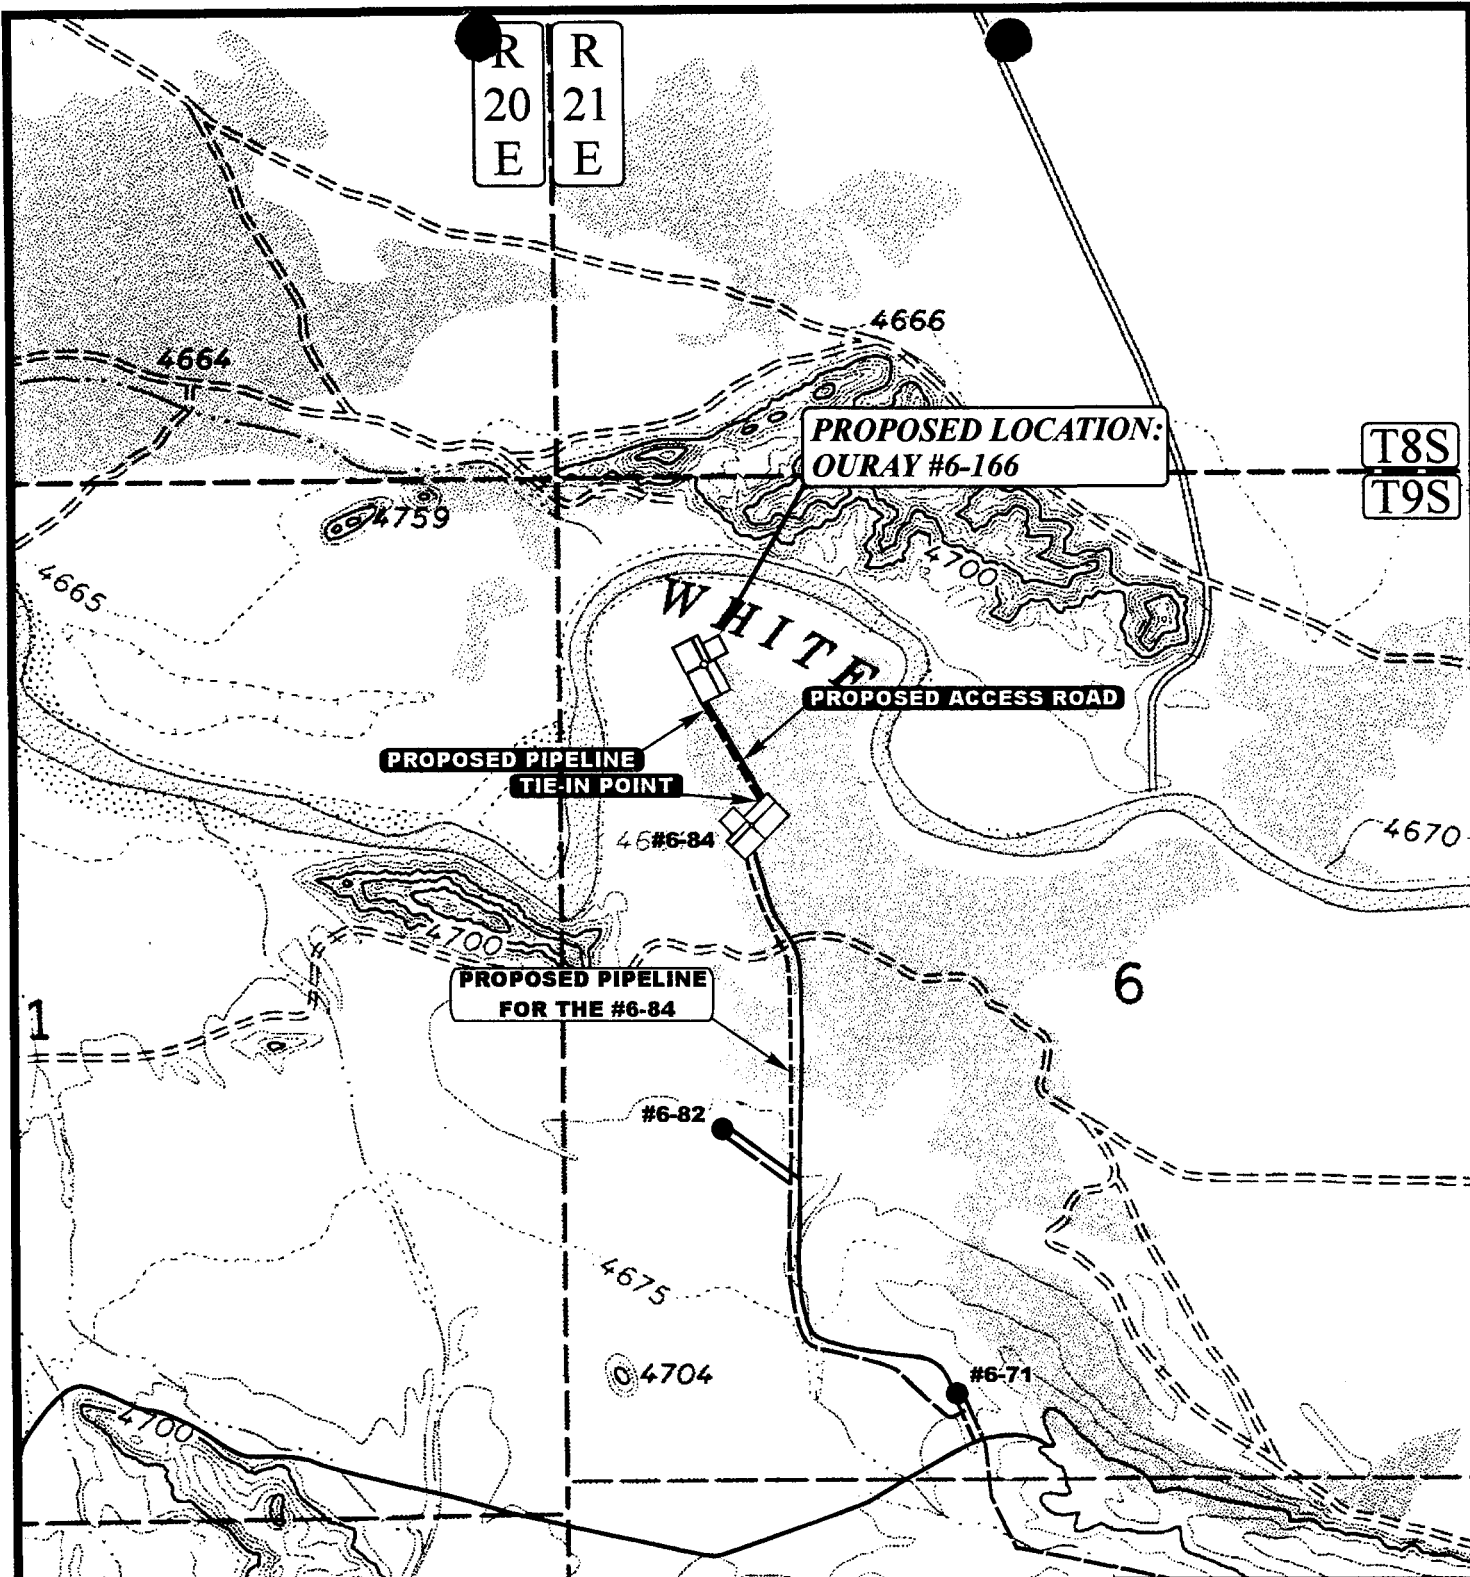 R
20
E
R
21
E
4666
4664
PROPOSED LOCATION:
OURAY #6-166
T8S
T9S
4759
4700
4665
WHITE
PROPOSED ACCESS ROAD
PROPOSED PIPELINE
TIE-IN POINT
#6-84
4670
4700
PROPOSED PIPELINE
FOR THE #6-84
6
1
#6-82
4675
4704
#6-71
4700